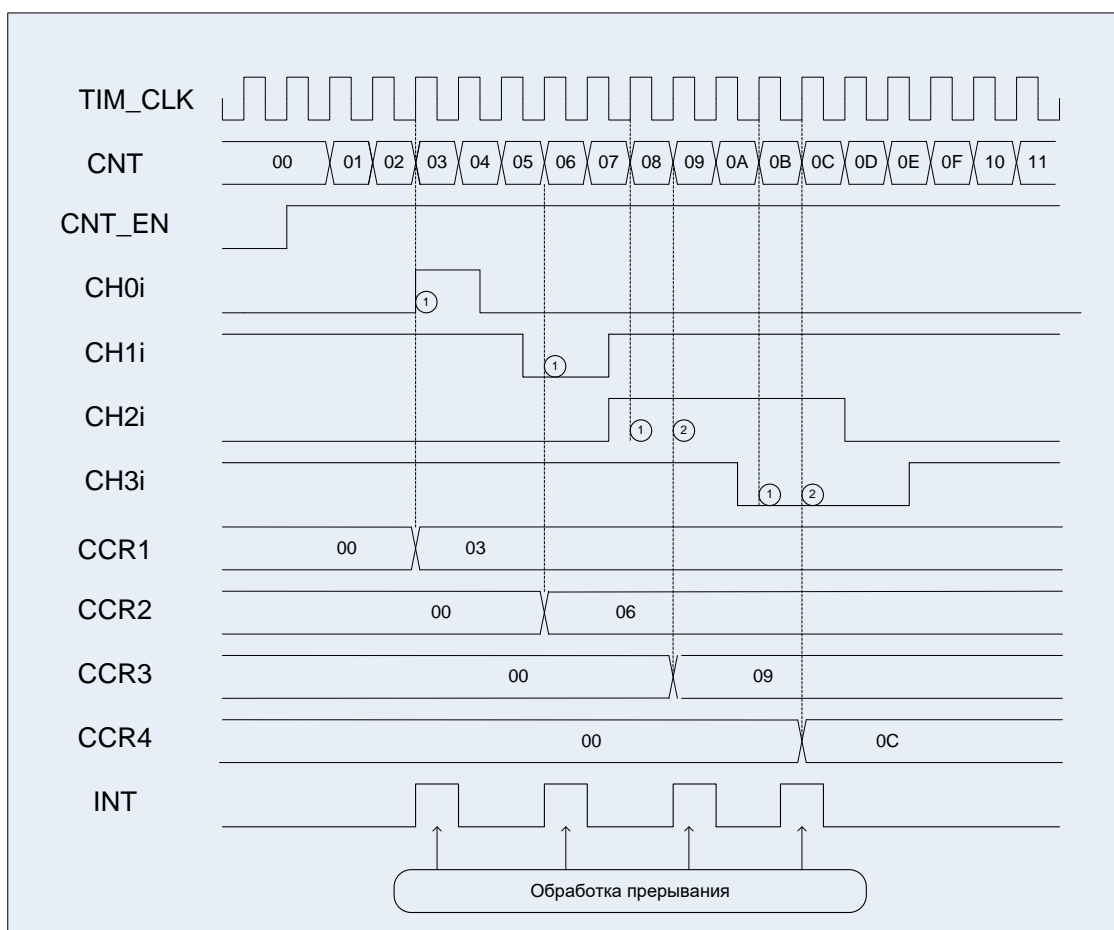 TIM_CLK
CNT 00 01 02 03 04 05 06 07 08 09 0A 0B 0C 0D 0E 0F 10 11
CNT_EN
CH0i 1
CH1i 1
CH2i 1 2
CH3i 1 2
CCR1 00 03
CCR2 00 06
CCR3 00 09
CCR4 00 0C
INT
Обработка прерывания